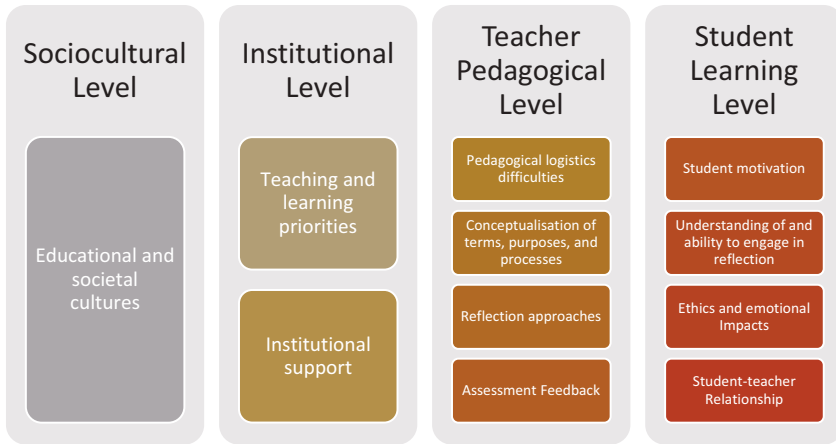 Sociocultural
Level
Educational and
societal
cultures
Institutional
Level
Teaching and
learning
priorities
Institutional
support
Teacher
Pedagogical
Level
Pedagogical logistics
difficulties
Conceptualisation of
terms, purposes, and
processes
Reflection approaches
Assessment Feedback
Student
Learning
Level
Student motivation
Understanding of and
ability to engage in
reflection
Ethics and emotional
Impacts
Student-teacher
Relationship